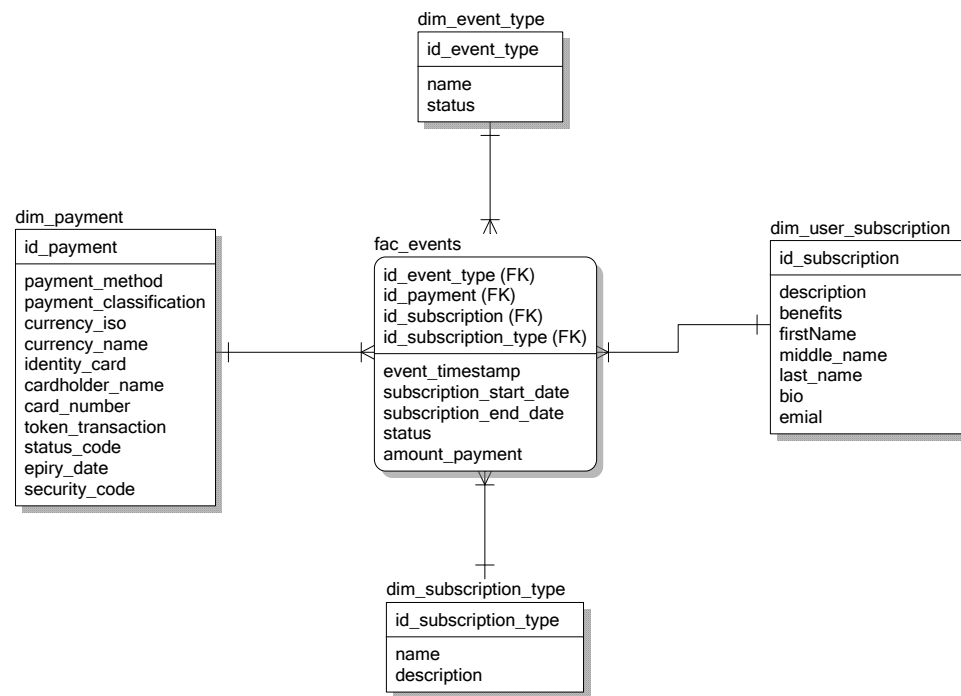 dim_event_type
id_event_type
name
status
dim_payment
id_payment
payment_method
payment_classification
currency_iso
currency_name
identity_card
cardholder_name
card_number
token_transaction
status_code
epiry_date
security_code
fac_events
id_event_type (FK)
id_payment (FK)
id_subscription (FK)
id_subscription_type (FK)
event_timestamp
subscription_start_date
subscription_end_date
status
amount_payment
dim_user_subscription
id_subscription
description
benefits
firstName
middle_name
last_name
bio
emial
dim_subscription_type
id_subscription_type
name
description